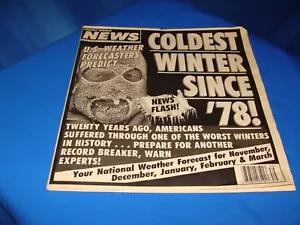 NEWS
U.S. WEATHER
FORECASTERS
PREDICT . . .
COLDEST
WINTER
SINCE
'78!
NEWS
FLASH!
TWENTY YEARS AGO, AMERICANS
SUFFERED THROUGH ONE OF THE WORST WINTERS
IN HISTORY . . . PREPARE FOR ANOTHER
RECORD BREAKER, WARN
EXPERTS!
Your National Weather Forecast for November,
December, January, February & March